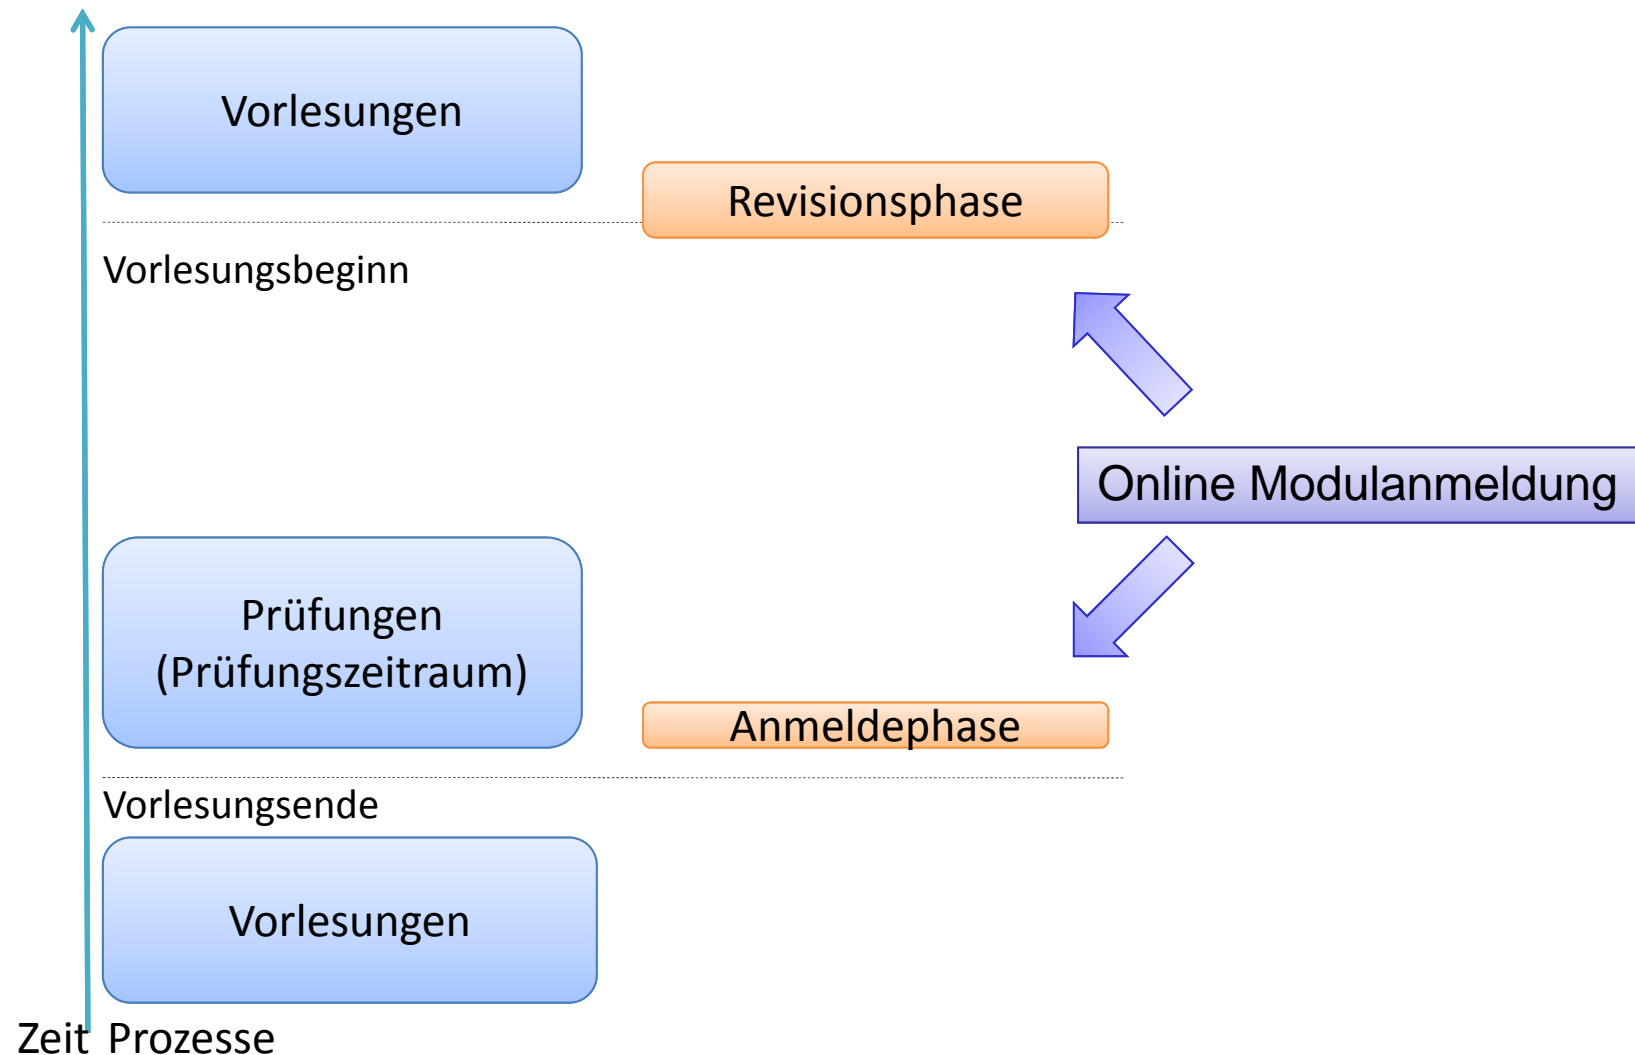 Vorlesungen
Revisionsphase
Vorlesungsbeginn
Online Modulanmeldung
Prüfungen
(Prüfungszeitraum)
Anmeldephase
Vorlesungsende
Vorlesungen
Zeit Prozesse